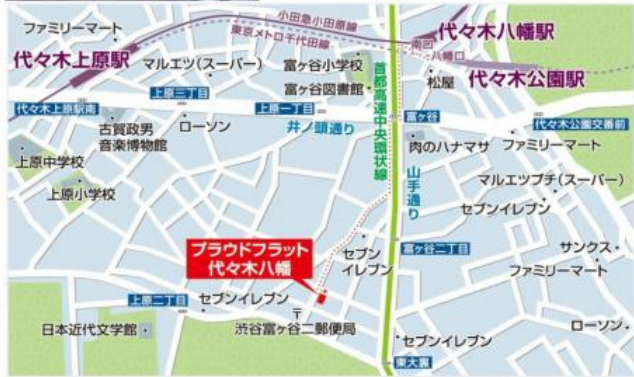 ファミリーマート
小田急小田原線
東京メトロ千代田線
代々木八幡駅
南口
八幡口
代々木上原駅
マルエツ(スーパー)
富ヶ谷小学校
松屋
代々木公園駅
上原三丁目
富ヶ谷図書館
首都高速中央環状線
代々木上原駅南
上原一丁目
富ヶ谷
代々木公園交番前
古賀政男
音楽博物館
ローソン
井ノ頭通り
肉のハナマサ
ファミリーマート
上原中学校
山手通り
上原小学校
マルエツプチ(スーパー)
セブンイレブン
プラウドフラット
代々木八幡
セブン
イレブン
富ヶ谷二丁目
サンクス
ファミリーマート
上原二丁目
セブンイレブン
〒
日本近代文学館
渋谷富ヶ谷二郵便局
セブンイレブン
ローソン
東大裏